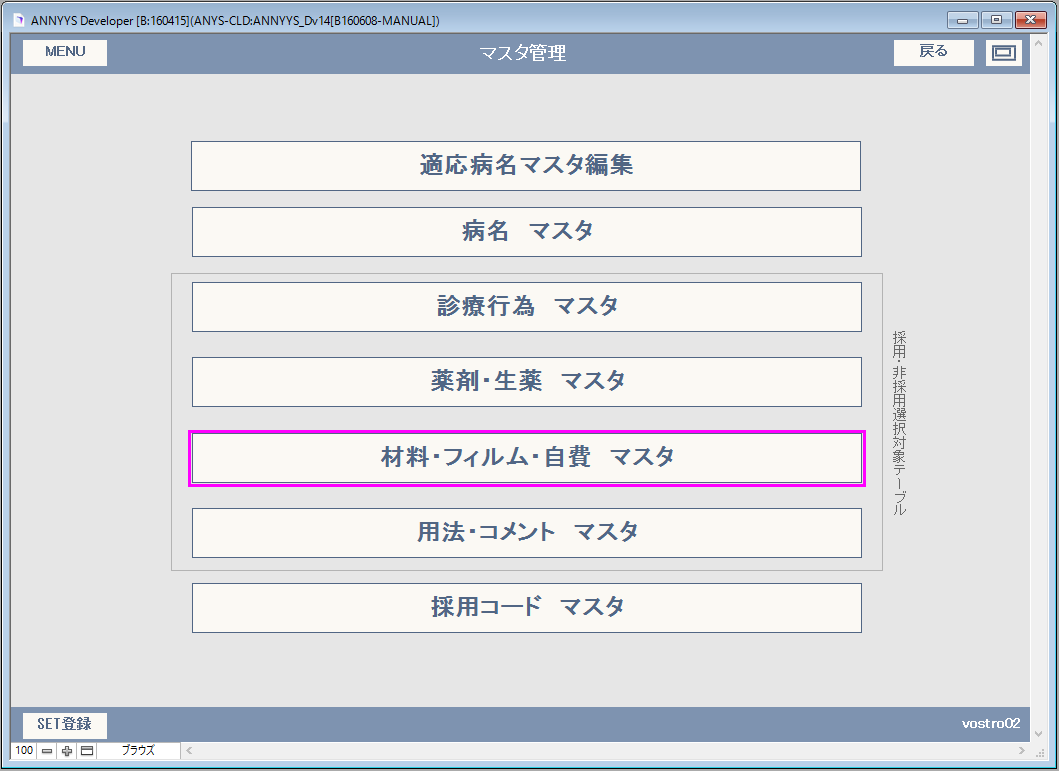 ANNYYS Developer [B:160415](ANYS-CLD:ANNYYS_Dv14[B160608-MANUAL])
MENU
マスタ管理
戻る
適応病名マスタ編集
病名　マスタ
診療行為　マスタ
薬剤・生薬　マスタ
材料・フィルム・自費　マスタ
用法・コメント　マスタ
採用・非採用選択対象テーブル
採用コード　マスタ
SET登録
vostro02
100
ブラウズ